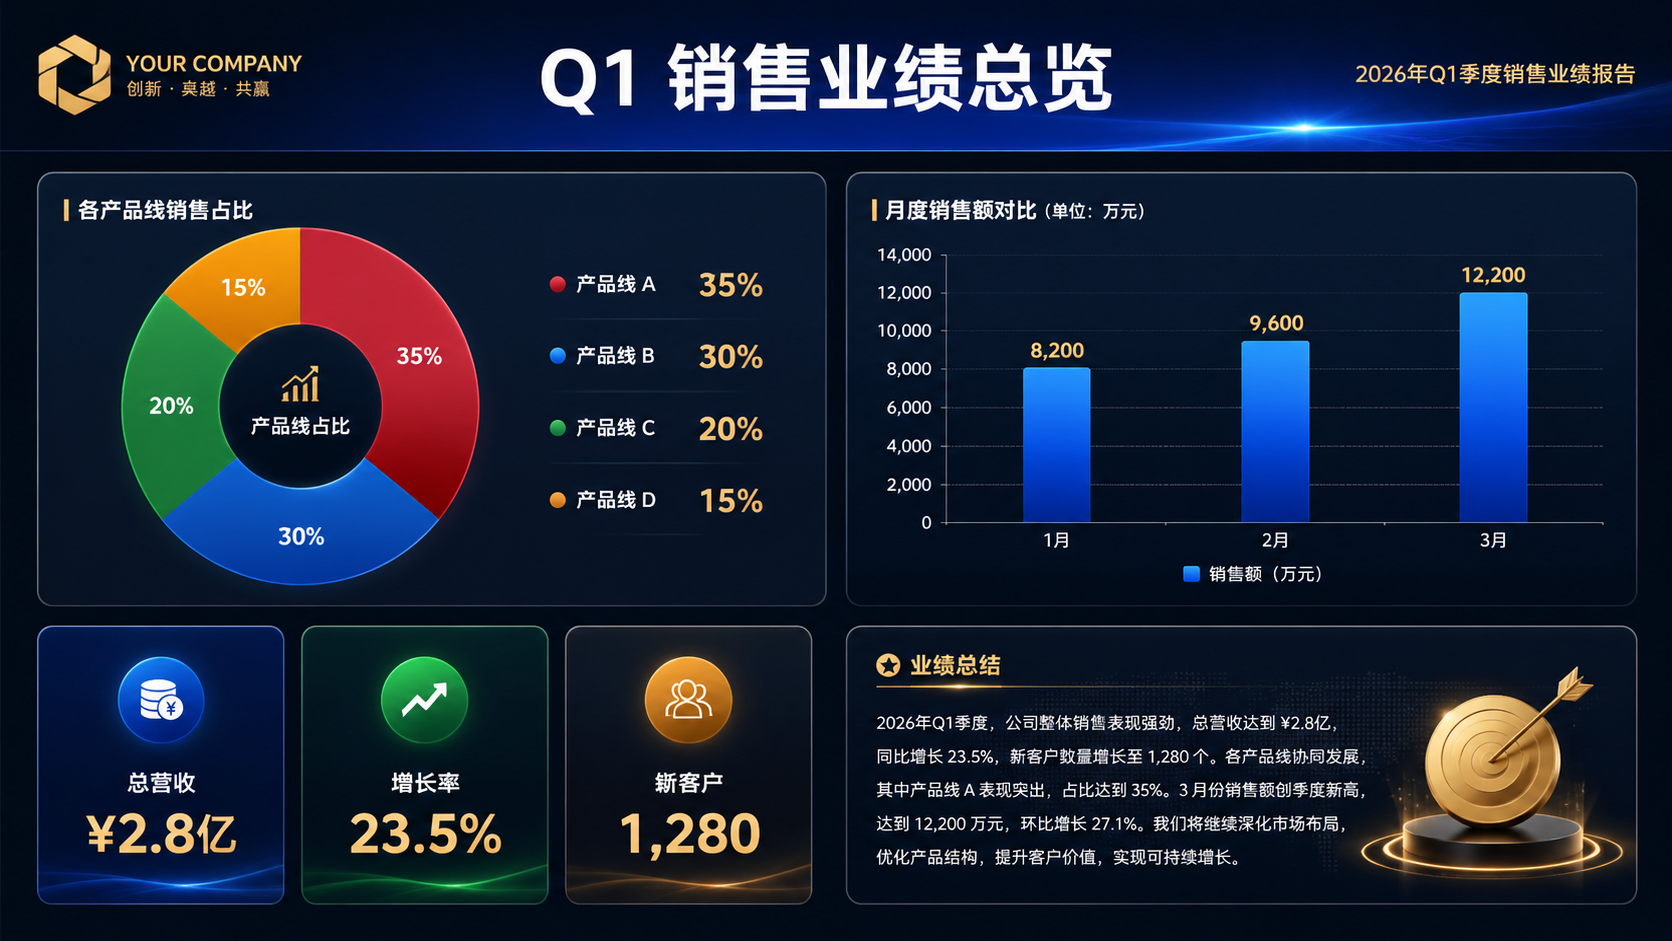 YOUR COMPANY
创新 · 卓越 · 共赢
Q1 销售业绩总览
2026年Q1季度销售业绩报告
各产品线销售占比
15%
35%
20%
30%
产品线占比
产品线 A 35%
产品线 B 30%
产品线 C 20%
产品线 D 15%
月度销售额对比 (单位：万元)
14,000
12,000
10,000
8,000
6,000
4,000
2,000
0
8,200
9,600
12,200
1月
2月
3月
销售额（万元）
¥
总营收
¥2.8亿
增长率
23.5%
新客户
1,280
业绩总结
2026年Q1季度，公司整体销售表现强劲，总营收达到 ¥2.8亿，
同比增长 23.5%，新客户数量增长至 1,280 个。各产品线协同发展，
其中产品线 A 表现突出，占比达到 35%。3 月份销售额创季度新高，
达到 12,200 万元，环比增长 27.1%。我们将继续深化市场布局，
优化产品结构，提升客户价值，实现可持续增长。